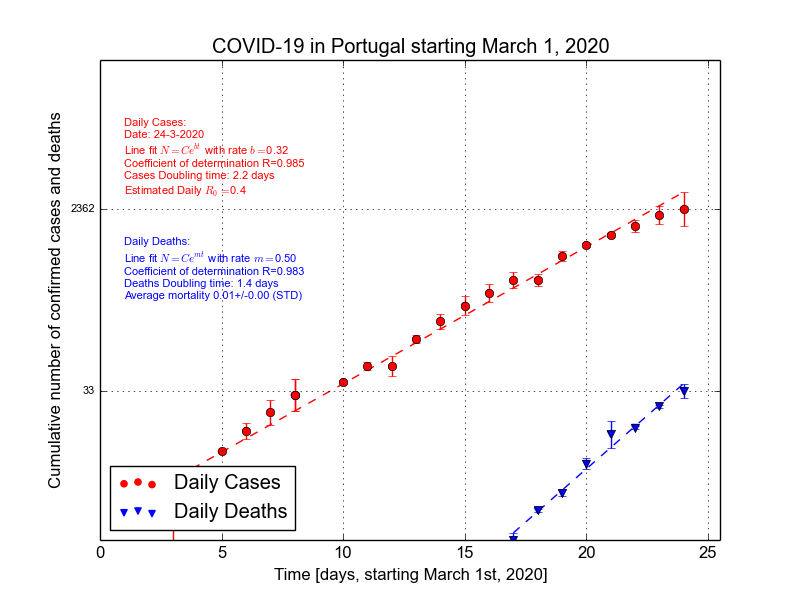 COVID-19 in Portugal starting March 1, 2020
Daily Cases:
Date: 24-3-2020
Line fit N = Ce^{bt} with rate b =0.32
Coefficient of determination R=0.985
Cases Doubling time: 2.2 days
Estimated Daily R_0 =0.4
Daily Deaths:
Line fit N = Ce^{mt} with rate m =0.50
Coefficient of determination R=0.983
Deaths Doubling time: 1.4 days
Average mortality 0.01+/-0.00 (STD)
Cumulative number of confirmed cases and deaths
2362
33
Daily Cases
Daily Deaths
0 5 10 15 20 25
Time [days, starting March 1st, 2020]